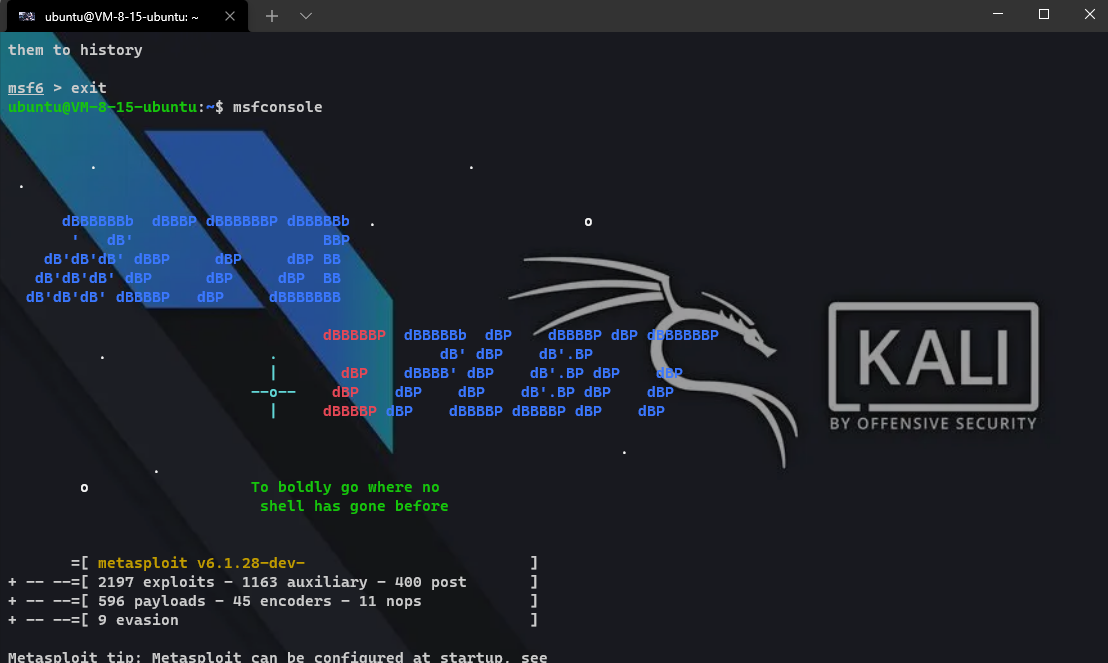 ubuntu@VM-8-15-ubuntu: ~
them to history
msf6 > exit
ubuntu@VM-8-15-ubuntu:~$ msfconsole
dBBBBBBb  dBBBP dBBBBBBP dBBBBBb  .                       o
'   dB'                     BBP
dB'dB'dB' dBBP     dBP     dBP BB
dB'dB'dB' dBP      dBP     dBP  BB
dB'dB'dB' dBBBBP   dBP     dBBBBBBB
dBBBBBP  dBBBBBb  dBP    dBBBBP dBP dBBBBBBP
.                  dB' dBP    dB'.BP
|       dBP    dBBBB' dBP    dB'.BP dBP    dBP
--o--    dBP    dBP    dBP    dB'.BP dBP    dBP
|     dBBBBP dBP    dBBBBP dBBBBP dBP    dBP
o                  To boldly go where no
shell has gone before
=[ metasploit v6.1.28-dev-                         ]
+ -- --=[ 2197 exploits - 1163 auxiliary - 400 post       ]
+ -- --=[ 596 payloads - 45 encoders - 11 nops            ]
+ -- --=[ 9 evasion                                       ]
Metasploit tip: Metasploit can be configured at startup, see
KALI
BY OFFENSIVE SECURITY